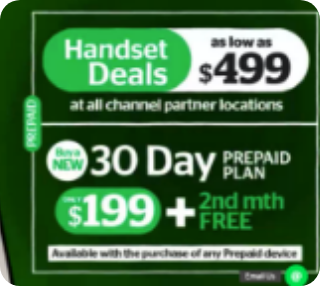 Handset Deals
as low as
$499
at all channel partner locations
PREPAID
Buy a NEW
30 Day
PREPAID PLAN
ONLY
$199
+
2nd mth FREE
Available with the purchase of any Prepaid device
Email Us
@